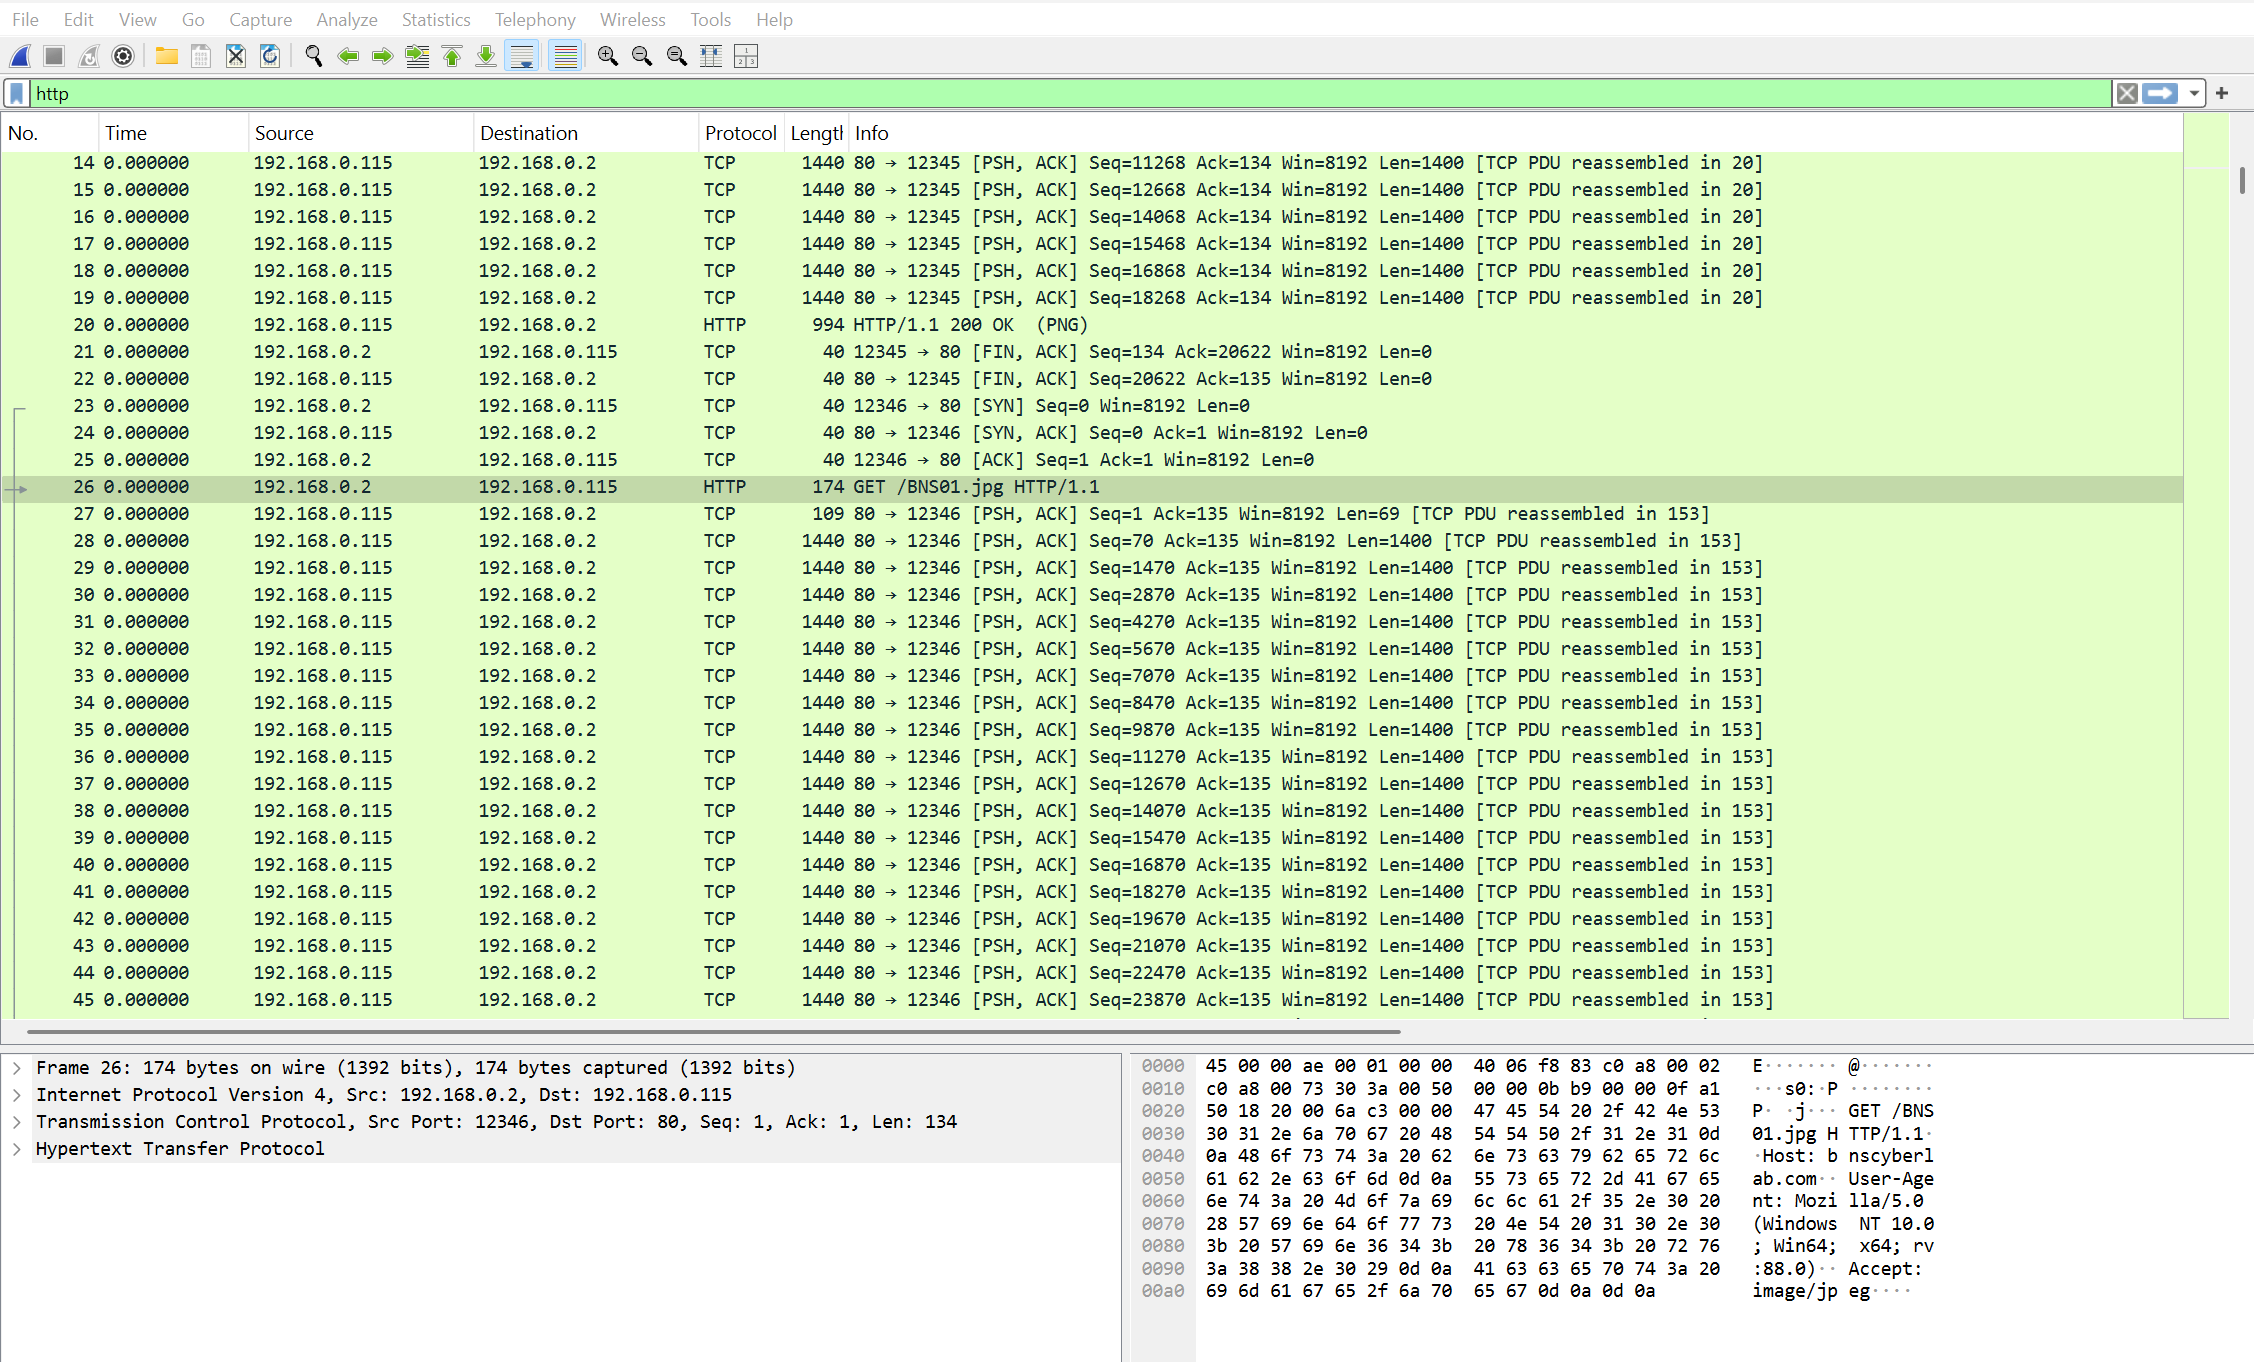 File Edit View Go Capture Analyze Statistics Telephony Wireless Tools Help
http
No. Time Source Destination Protocol Length Info
14 0.000000 192.168.0.115 192.168.0.2 TCP 1440 80 → 12345 [PSH, ACK] Seq=11268 Ack=134 Win=8192 Len=1400 [TCP PDU reassembled in 20]
15 0.000000 192.168.0.115 192.168.0.2 TCP 1440 80 → 12345 [PSH, ACK] Seq=12668 Ack=134 Win=8192 Len=1400 [TCP PDU reassembled in 20]
16 0.000000 192.168.0.115 192.168.0.2 TCP 1440 80 → 12345 [PSH, ACK] Seq=14068 Ack=134 Win=8192 Len=1400 [TCP PDU reassembled in 20]
17 0.000000 192.168.0.115 192.168.0.2 TCP 1440 80 → 12345 [PSH, ACK] Seq=15468 Ack=134 Win=8192 Len=1400 [TCP PDU reassembled in 20]
18 0.000000 192.168.0.115 192.168.0.2 TCP 1440 80 → 12345 [PSH, ACK] Seq=16868 Ack=134 Win=8192 Len=1400 [TCP PDU reassembled in 20]
19 0.000000 192.168.0.115 192.168.0.2 TCP 1440 80 → 12345 [PSH, ACK] Seq=18268 Ack=134 Win=8192 Len=1400 [TCP PDU reassembled in 20]
20 0.000000 192.168.0.115 192.168.0.2 HTTP 994 HTTP/1.1 200 OK (PNG)
21 0.000000 192.168.0.2 192.168.0.115 TCP 40 12345 → 80 [FIN, ACK] Seq=134 Ack=20622 Win=8192 Len=0
22 0.000000 192.168.0.115 192.168.0.2 TCP 40 80 → 12345 [FIN, ACK] Seq=20622 Ack=135 Win=8192 Len=0
23 0.000000 192.168.0.2 192.168.0.115 TCP 40 12346 → 80 [SYN] Seq=0 Win=8192 Len=0
24 0.000000 192.168.0.115 192.168.0.2 TCP 40 80 → 12346 [SYN, ACK] Seq=0 Ack=1 Win=8192 Len=0
25 0.000000 192.168.0.2 192.168.0.115 TCP 40 12346 → 80 [ACK] Seq=1 Ack=1 Win=8192 Len=0
26 0.000000 192.168.0.2 192.168.0.115 HTTP 174 GET /BNS01.jpg HTTP/1.1
27 0.000000 192.168.0.115 192.168.0.2 TCP 109 80 → 12346 [PSH, ACK] Seq=1 Ack=135 Win=8192 Len=69 [TCP PDU reassembled in 153]
28 0.000000 192.168.0.115 192.168.0.2 TCP 1440 80 → 12346 [PSH, ACK] Seq=70 Ack=135 Win=8192 Len=1400 [TCP PDU reassembled in 153]
29 0.000000 192.168.0.115 192.168.0.2 TCP 1440 80 → 12346 [PSH, ACK] Seq=1470 Ack=135 Win=8192 Len=1400 [TCP PDU reassembled in 153]
30 0.000000 192.168.0.115 192.168.0.2 TCP 1440 80 → 12346 [PSH, ACK] Seq=2870 Ack=135 Win=8192 Len=1400 [TCP PDU reassembled in 153]
31 0.000000 192.168.0.115 192.168.0.2 TCP 1440 80 → 12346 [PSH, ACK] Seq=4270 Ack=135 Win=8192 Len=1400 [TCP PDU reassembled in 153]
32 0.000000 192.168.0.115 192.168.0.2 TCP 1440 80 → 12346 [PSH, ACK] Seq=5670 Ack=135 Win=8192 Len=1400 [TCP PDU reassembled in 153]
33 0.000000 192.168.0.115 192.168.0.2 TCP 1440 80 → 12346 [PSH, ACK] Seq=7070 Ack=135 Win=8192 Len=1400 [TCP PDU reassembled in 153]
34 0.000000 192.168.0.115 192.168.0.2 TCP 1440 80 → 12346 [PSH, ACK] Seq=8470 Ack=135 Win=8192 Len=1400 [TCP PDU reassembled in 153]
35 0.000000 192.168.0.115 192.168.0.2 TCP 1440 80 → 12346 [PSH, ACK] Seq=9870 Ack=135 Win=8192 Len=1400 [TCP PDU reassembled in 153]
36 0.000000 192.168.0.115 192.168.0.2 TCP 1440 80 → 12346 [PSH, ACK] Seq=11270 Ack=135 Win=8192 Len=1400 [TCP PDU reassembled in 153]
37 0.000000 192.168.0.115 192.168.0.2 TCP 1440 80 → 12346 [PSH, ACK] Seq=12670 Ack=135 Win=8192 Len=1400 [TCP PDU reassembled in 153]
38 0.000000 192.168.0.115 192.168.0.2 TCP 1440 80 → 12346 [PSH, ACK] Seq=14070 Ack=135 Win=8192 Len=1400 [TCP PDU reassembled in 153]
39 0.000000 192.168.0.115 192.168.0.2 TCP 1440 80 → 12346 [PSH, ACK] Seq=15470 Ack=135 Win=8192 Len=1400 [TCP PDU reassembled in 153]
40 0.000000 192.168.0.115 192.168.0.2 TCP 1440 80 → 12346 [PSH, ACK] Seq=16870 Ack=135 Win=8192 Len=1400 [TCP PDU reassembled in 153]
41 0.000000 192.168.0.115 192.168.0.2 TCP 1440 80 → 12346 [PSH, ACK] Seq=18270 Ack=135 Win=8192 Len=1400 [TCP PDU reassembled in 153]
42 0.000000 192.168.0.115 192.168.0.2 TCP 1440 80 → 12346 [PSH, ACK] Seq=19670 Ack=135 Win=8192 Len=1400 [TCP PDU reassembled in 153]
43 0.000000 192.168.0.115 192.168.0.2 TCP 1440 80 → 12346 [PSH, ACK] Seq=21070 Ack=135 Win=8192 Len=1400 [TCP PDU reassembled in 153]
44 0.000000 192.168.0.115 192.168.0.2 TCP 1440 80 → 12346 [PSH, ACK] Seq=22470 Ack=135 Win=8192 Len=1400 [TCP PDU reassembled in 153]
45 0.000000 192.168.0.115 192.168.0.2 TCP 1440 80 → 12346 [PSH, ACK] Seq=23870 Ack=135 Win=8192 Len=1400 [TCP PDU reassembled in 153]
Frame 26: 174 bytes on wire (1392 bits), 174 bytes captured (1392 bits)
Internet Protocol Version 4, Src: 192.168.0.2, Dst: 192.168.0.115
Transmission Control Protocol, Src Port: 12346, Dst Port: 80, Seq: 1, Ack: 1, Len: 134
Hypertext Transfer Protocol
0000 45 00 00 ae 00 01 00 00 40 06 f8 83 c0 a8 00 02 E······· @·······
0010 c0 a8 00 73 30 3a 00 50 00 00 0b b9 00 00 0f a1 ···s0:·P ········
0020 50 18 20 00 6a c3 00 00 47 45 54 20 2f 42 4e 53 P· ·j··· GET /BNS
0030 30 31 2e 6a 70 67 20 48 54 54 50 2f 31 2e 31 0d 01.jpg H TTP/1.1·
0040 0a 48 6f 73 74 3a 20 62 6e 73 63 79 62 65 72 6c ·Host: b nscyberl
0050 61 62 2e 63 6f 6d 0d 0a 55 73 65 72 2d 41 67 65 ab.com·· User-Age
0060 6e 74 3a 20 4d 6f 7a 69 6c 6c 61 2f 35 2e 30 20 nt: Mozi lla/5.0
0070 28 57 69 6e 64 6f 77 73 20 4e 54 20 31 30 2e 30 (Windows NT 10.0
0080 3b 20 57 69 6e 36 34 3b 20 78 36 34 3b 20 72 76 ; Win64; x64; rv
0090 3a 38 38 2e 30 29 0d 0a 41 63 63 65 70 74 3a 20 :88.0)·· Accept:
00a0 69 6d 61 67 65 2f 6a 70 65 67 0d 0a 0d 0a image/jp eg····